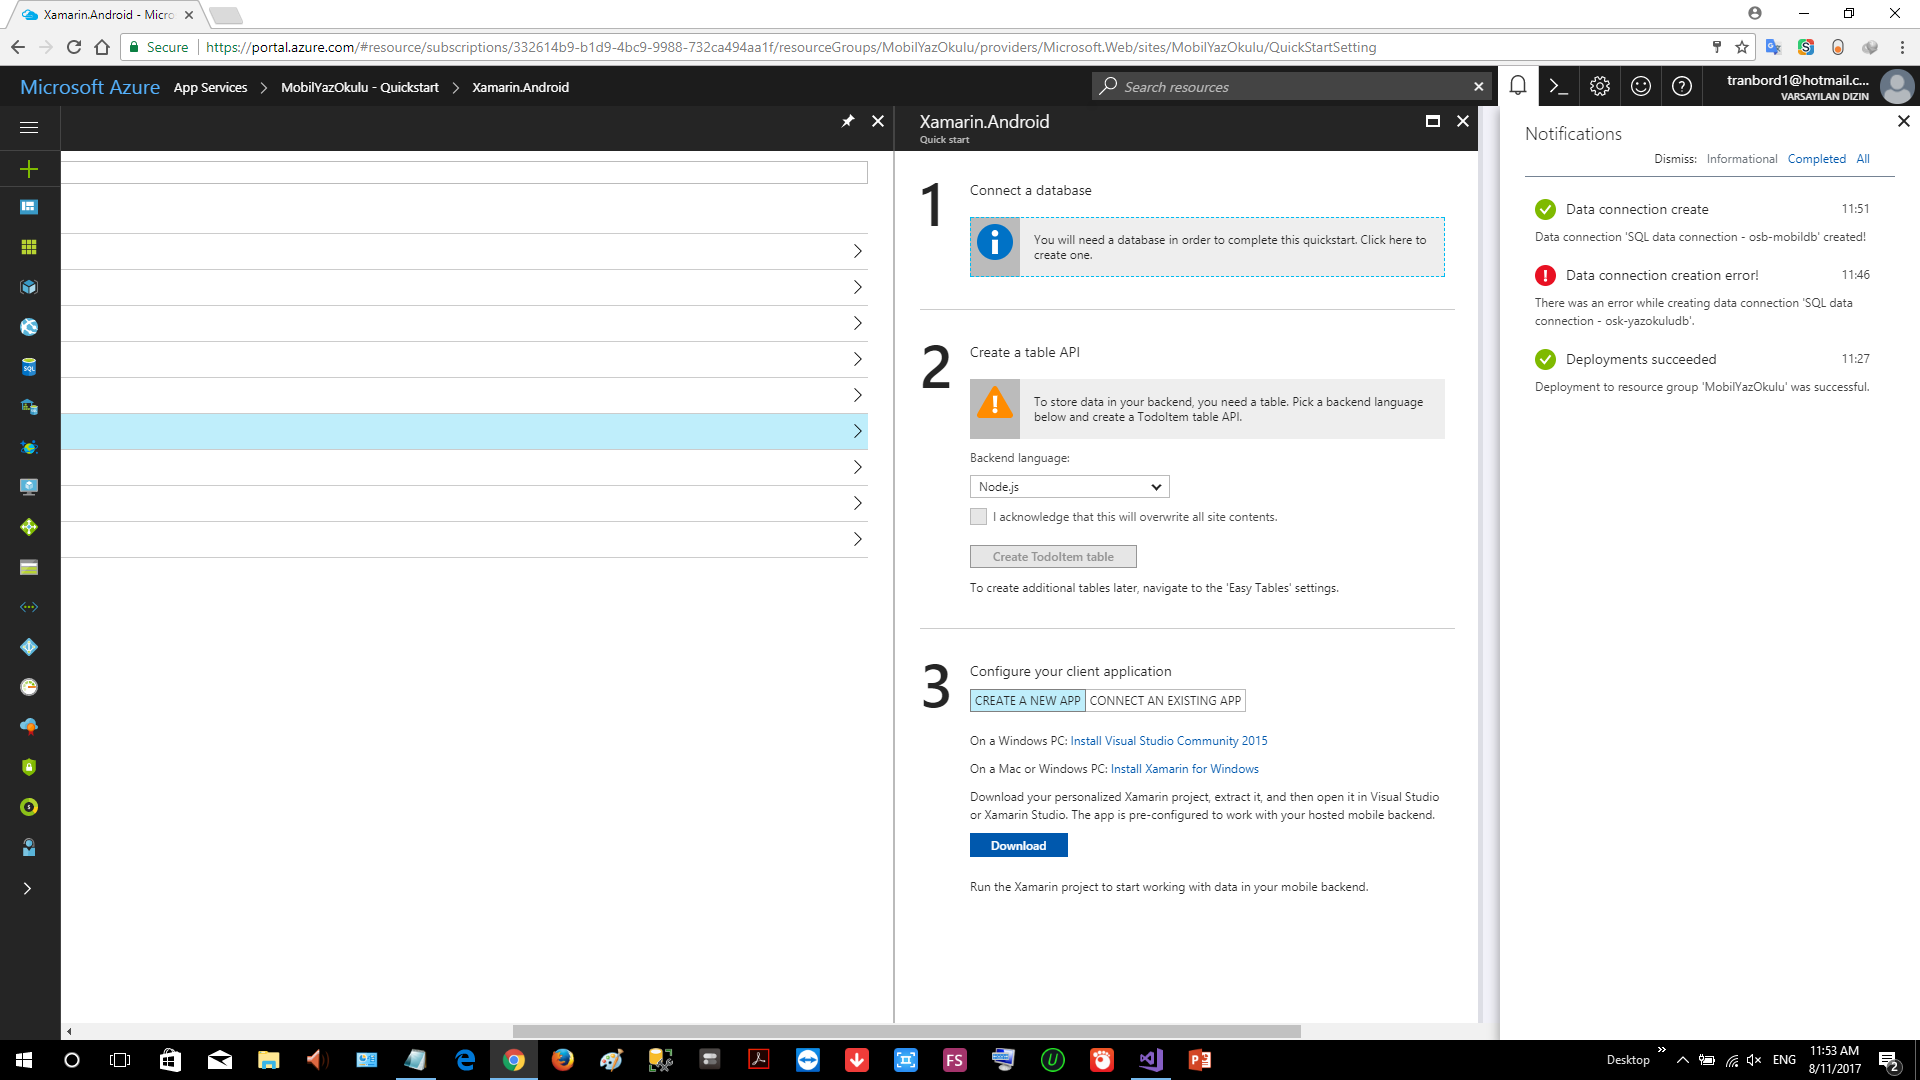 Xamarin.Android - Micro
Secure
https://portal.azure.com/#resource/subscriptions/332614b9-b1d9-4bc9-9988-732ca494aa1f/resourceGroups/MobilYazOkulu/providers/Microsoft.Web/sites/MobilYazOkulu/QuickStartSetting
Microsoft Azure App Services MobilYazOkulu - Quickstart Xamarin.Android
Search resources
tranbord1@hotmail.c...
VARSAYILAN DIZIN
Xamarin.Android
Quick start
1
Connect a database
You will need a database in order to complete this quickstart. Click here to
create one.
2
Create a table API
To store data in your backend, you need a table. Pick a backend language
below and create a TodoItem table API.
Backend language:
Node.js
I acknowledge that this will overwrite all site contents.
Create TodoItem table
To create additional tables later, navigate to the 'Easy Tables' settings.
3
Configure your client application
CREATE A NEW APP CONNECT AN EXISTING APP
On a Windows PC: Install Visual Studio Community 2015
On a Mac or Windows PC: Install Xamarin for Windows
Download your personalized Xamarin project, extract it, and then open it in Visual Studio
or Xamarin Studio. The app is pre-configured to work with your hosted mobile backend.
Download
Run the Xamarin project to start working with data in your mobile backend.
Notifications
Dismiss: Informational Completed All
Data connection create 11:51
Data connection 'SQL data connection - osb-mobildb' created!
Data connection creation error! 11:46
There was an error while creating data connection 'SQL data
connection - osk-yazokuludb'.
Deployments succeeded 11:27
Deployment to resource group 'MobilYazOkulu' was successful.
SQL
FS
Desktop
ENG
11:53 AM
8/11/2017
2